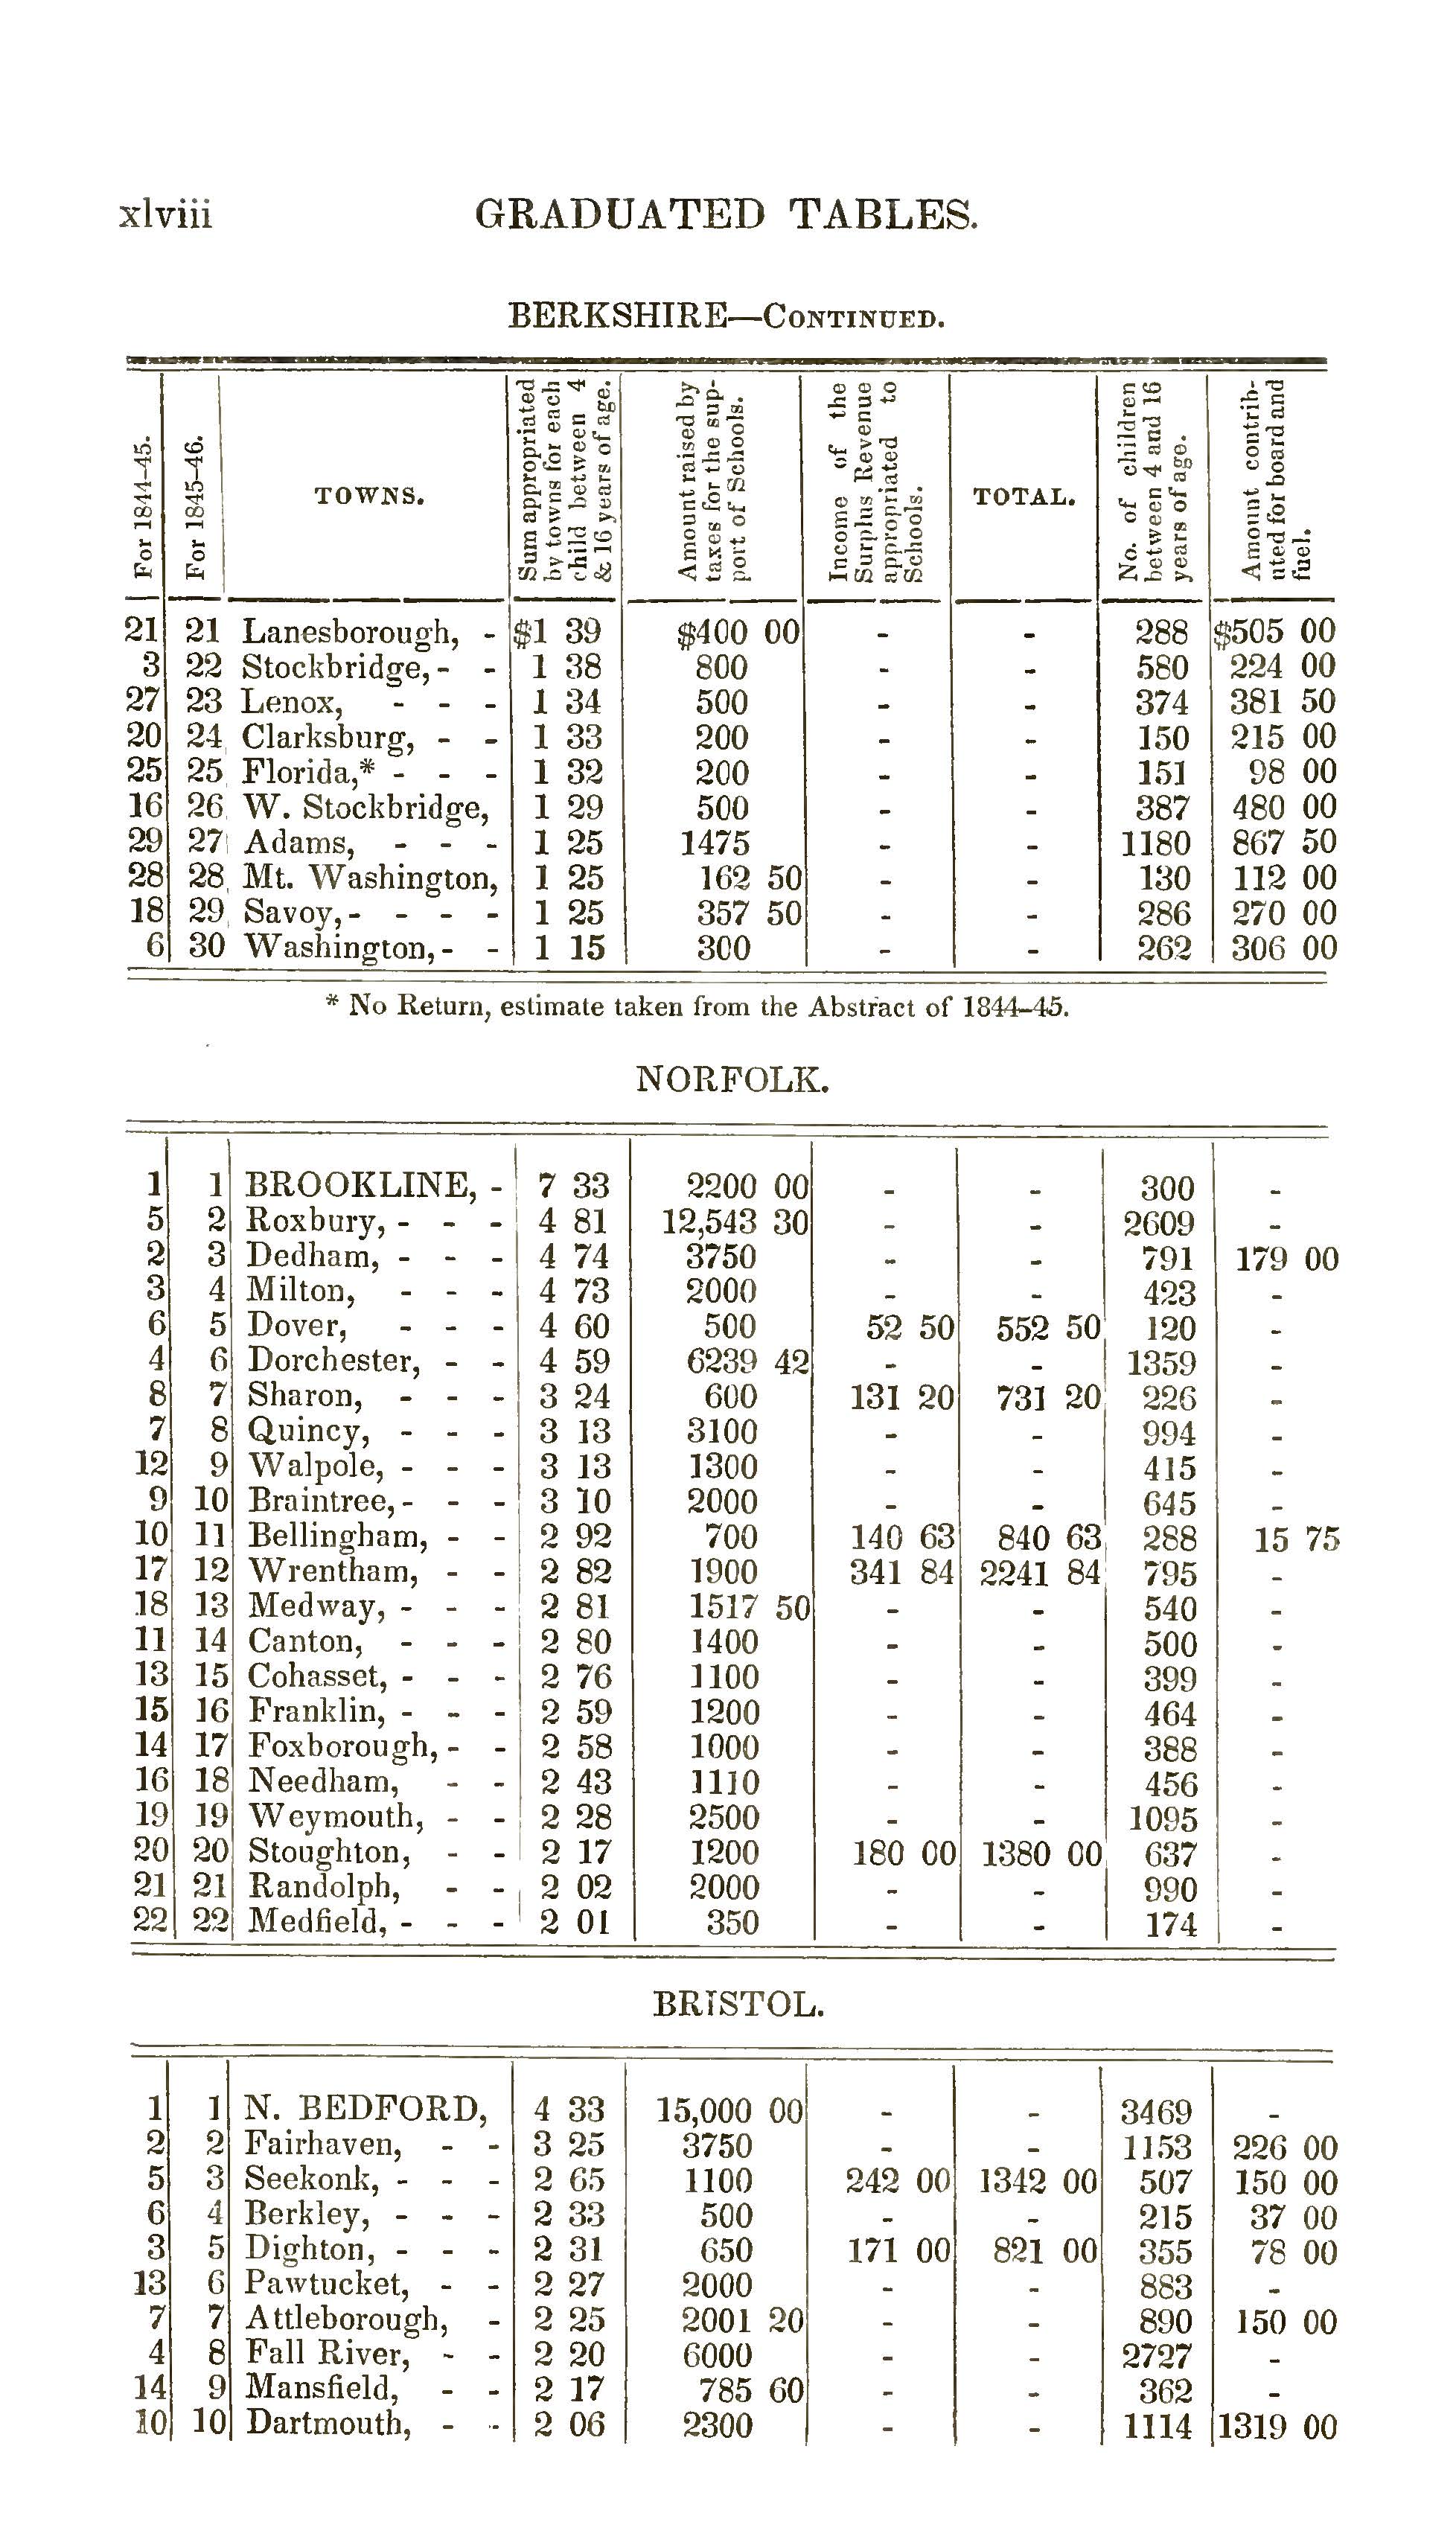 xlviii GRADUATED TABLES.
BERKSHIRE—CONTINUED.
For 1844–45.
For 1845–46.
TOWNS.
Sum appropriated
by towns for each
child between 4
& 16 years of age.
Amount raised by
taxes for the sup-
port of Schools.
Income of the
Surplus Revenue
appropriated to
Schools.
TOTAL.
No. of children
between 4 and 16
years of age.
Amount contrib-
uted for board and
fuel.
21 21 Lanesborough, - $1 39 $400 00 - - 288 $505 00
3 22 Stockbridge, - - 1 38 800 - - 580 224 00
27 23 Lenox, - - - 1 34 500 - - 374 381 50
20 24 Clarksburg, - - 1 33 200 - - 150 215 00
25 25 Florida,* - - - 1 32 200 - - 151 98 00
16 26 W. Stockbridge, 1 29 500 - - 387 480 00
29 27 Adams, - - - 1 25 1475 - - 1180 867 50
28 28 Mt. Washington, 1 25 162 50 - - 130 112 00
18 29 Savoy, - - - - 1 25 357 50 - - 286 270 00
6 30 Washington, - - 1 15 300 - - 262 306 00
* No Return, estimate taken from the Abstract of 1844–45.
NORFOLK.
1 1 BROOKLINE, - 7 33 2200 00 - - 300 -
5 2 Roxbury, - - - 4 81 12,543 30 - - 2609 -
2 3 Dedham, - - - 4 74 3750 - - 791 179 00
3 4 Milton, - - - 4 73 2000 - - 423 -
6 5 Dover, - - - 4 60 500 52 50 552 50 120 -
4 6 Dorchester, - - 4 59 6239 42 - - 1359 -
8 7 Sharon, - - - 3 24 600 131 20 731 20 226 -
7 8 Quincy, - - - 3 13 3100 - - 994 -
12 9 Walpole, - - - 3 13 1300 - - 415 -
9 10 Braintree, - - - 3 10 2000 - - 645 -
10 11 Bellingham, - - 2 92 700 140 63 840 63 288 15 75
17 12 Wrentham, - - 2 82 1900 341 84 2241 84 795 -
18 13 Medway, - - - 2 81 1517 50 - - 540 -
11 14 Canton, - - - 2 80 1400 - - 500 -
13 15 Cohasset, - - - 2 76 1100 - - 399 -
15 16 Franklin, - - - 2 59 1200 - - 464 -
14 17 Foxborough, - - 2 58 1000 - - 388 -
16 18 Needham, - - 2 43 1110 - - 456 -
19 19 Weymouth, - - 2 28 2500 - - 1095 -
20 20 Stoughton, - - 2 17 1200 180 00 1380 00 637 -
21 21 Randolph, - - 2 02 2000 - - 990 -
22 22 Medfield, - - - 2 01 350 - - 174 -
BRISTOL.
1 1 N. BEDFORD, 4 33 15,000 00 - - 3469 -
2 2 Fairhaven, - - 3 25 3750 - - 1153 226 00
5 3 Seekonk, - - - 2 65 1100 242 00 1342 00 507 150 00
6 4 Berkley, - - - 2 33 500 - - 215 37 00
3 5 Dighton, - - - 2 31 650 171 00 821 00 355 78 00
13 6 Pawtucket, - - 2 27 2000 - - 883 -
7 7 Attleborough, - 2 25 2001 20 - - 890 150 00
4 8 Fall River, - - 2 20 6000 - - 2727 -
14 9 Mansfield, - - 2 17 785 60 - - 362 -
10 10 Dartmouth, - - 2 06 2300 - - 1114 1319 00